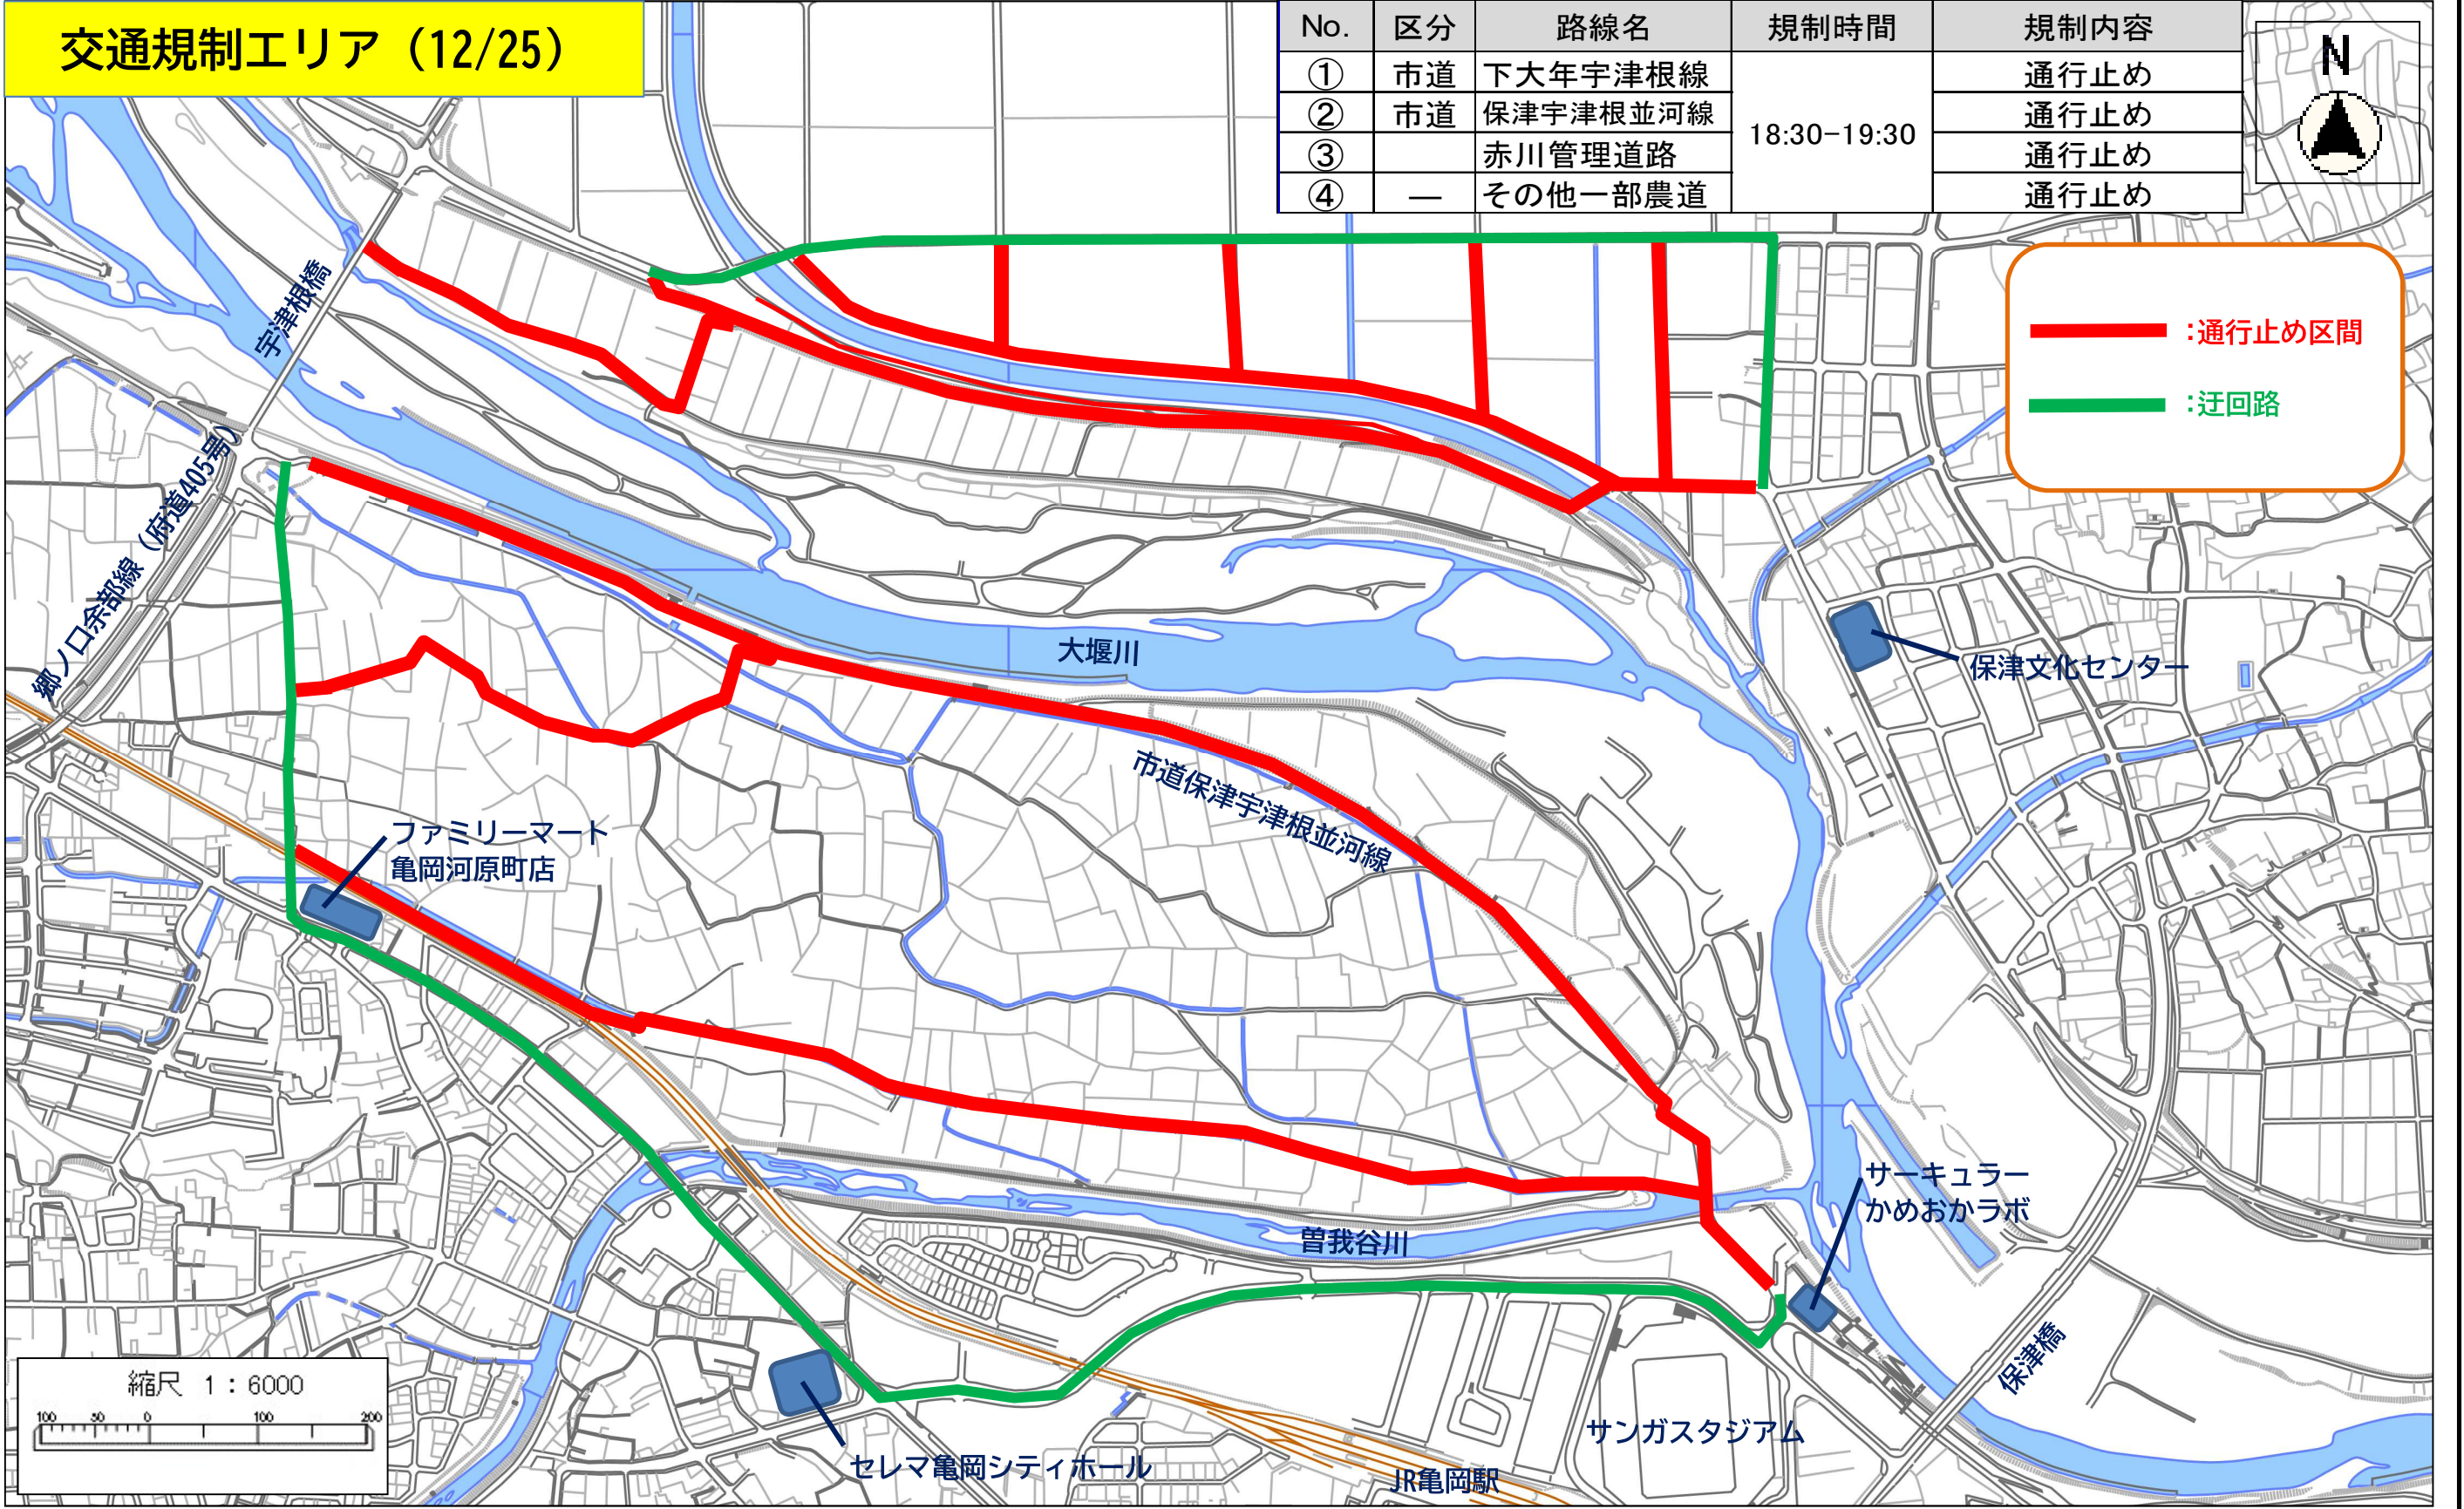 交通規制エリア（12/25）
No. 区分 路線名 規制時間 規制内容
① 市道 下大年宇津根線 18:30-19:30 通行止め
② 市道 保津宇津根並河線 通行止め
③ 赤川管理道路 通行止め
④ ― その他一部農道 通行止め
N
：通行止め区間
：迂回路
宇津根橋
郷ノ口余部線（府道405号）
大堰川
保津文化センター
市道保津宇津根並河線
ファミリーマート
亀岡河原町店
サーキュラー
かめおかラボ
曽我谷川
保津橋
サンガスタジアム
セレマ亀岡シティホール
JR亀岡駅
縮尺 1：6000
100 50 0 100 200